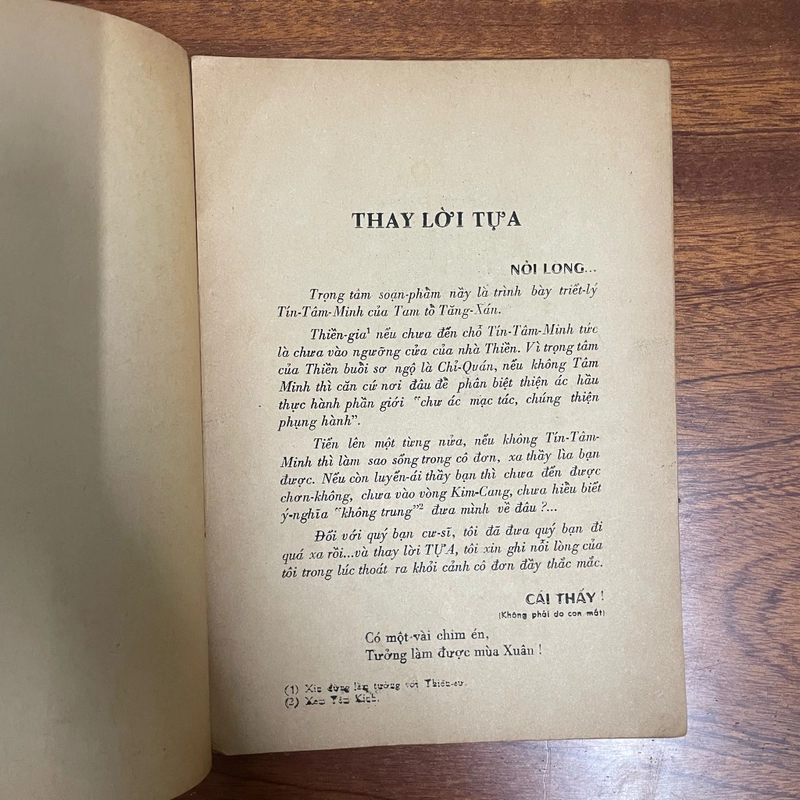 THAY LỜI TỰA
NỖI LONG...
Trọng tâm soạn-phẩm nầy là trình bày triết-lý
Tín-Tâm-Minh của Tam tổ Tăng-Xán.
Thiền-gia¹ nếu chưa đến chỗ Tín-Tâm-Minh tức
là chưa vào ngưỡng cửa của nhà Thiền. Vì trọng tâm
của Thiền buổi sơ ngộ là Chỉ-Quán, nếu không Tâm
Minh thì căn cứ nơi đâu để phân biệt thiện ác hầu
thực hành phần giới "chư ác mạc tác, chúng thiện
phụng hành".
Tiến lên một từng nữa, nếu không Tín-Tâm-
Minh thì làm sao sống trong cô đơn, xa thầy lìa bạn
được. Nếu còn luyến-ái thầy bạn thì chưa đến được
chơn-không, chưa vào vòng Kim-Cang, chưa hiểu biết
ý-nghĩa "không trung"² đưa mình về đâu ?...
Đối với quý bạn cư-sĩ, tôi đã đưa quý bạn đi
quá xa rồi...và thay lời TỰA, tôi xin ghi nỗi lòng của
tôi trong lúc thoát ra khỏi cảnh cô đơn đầy thắc mắc.
CÁI THẤY !
(Không phải do con mắt)
Có một vài chim én,
Tưởng làm được mùa Xuân !
(1) Xin đừng lầm tưởng với Thiền-sư.
(2) Xem Tâm Kinh.